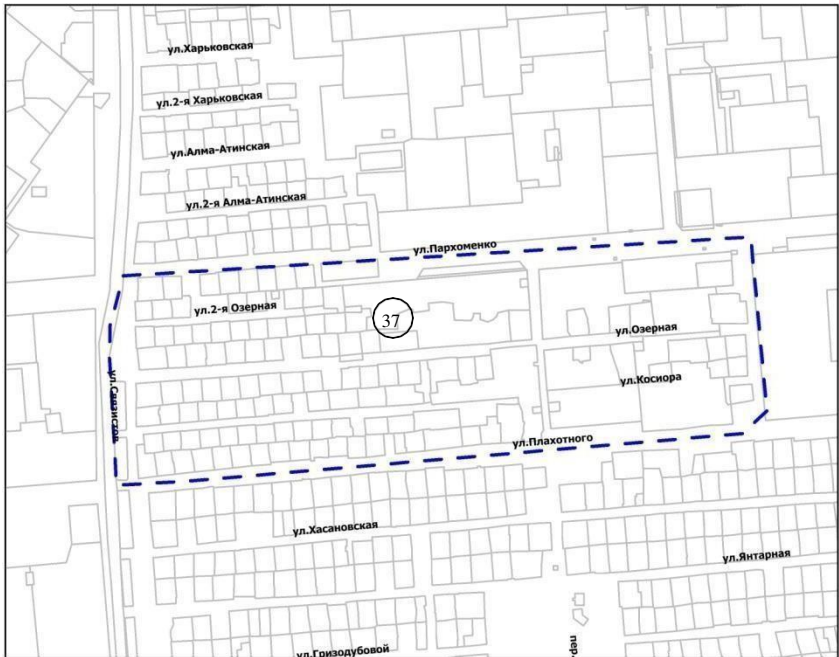 ул.Харьковская
ул.2-я Харьковская
ул.Алма-Атинская
ул.2-я Алма-Атинская
ул.Пархоменко
ул.2-я Озерная
37
ул.Озерная
ул.Косиора
ул.Связистов
ул.Плахотного
ул.Хасановская
ул.Янтарная
ул.Гризодубовой
пер.